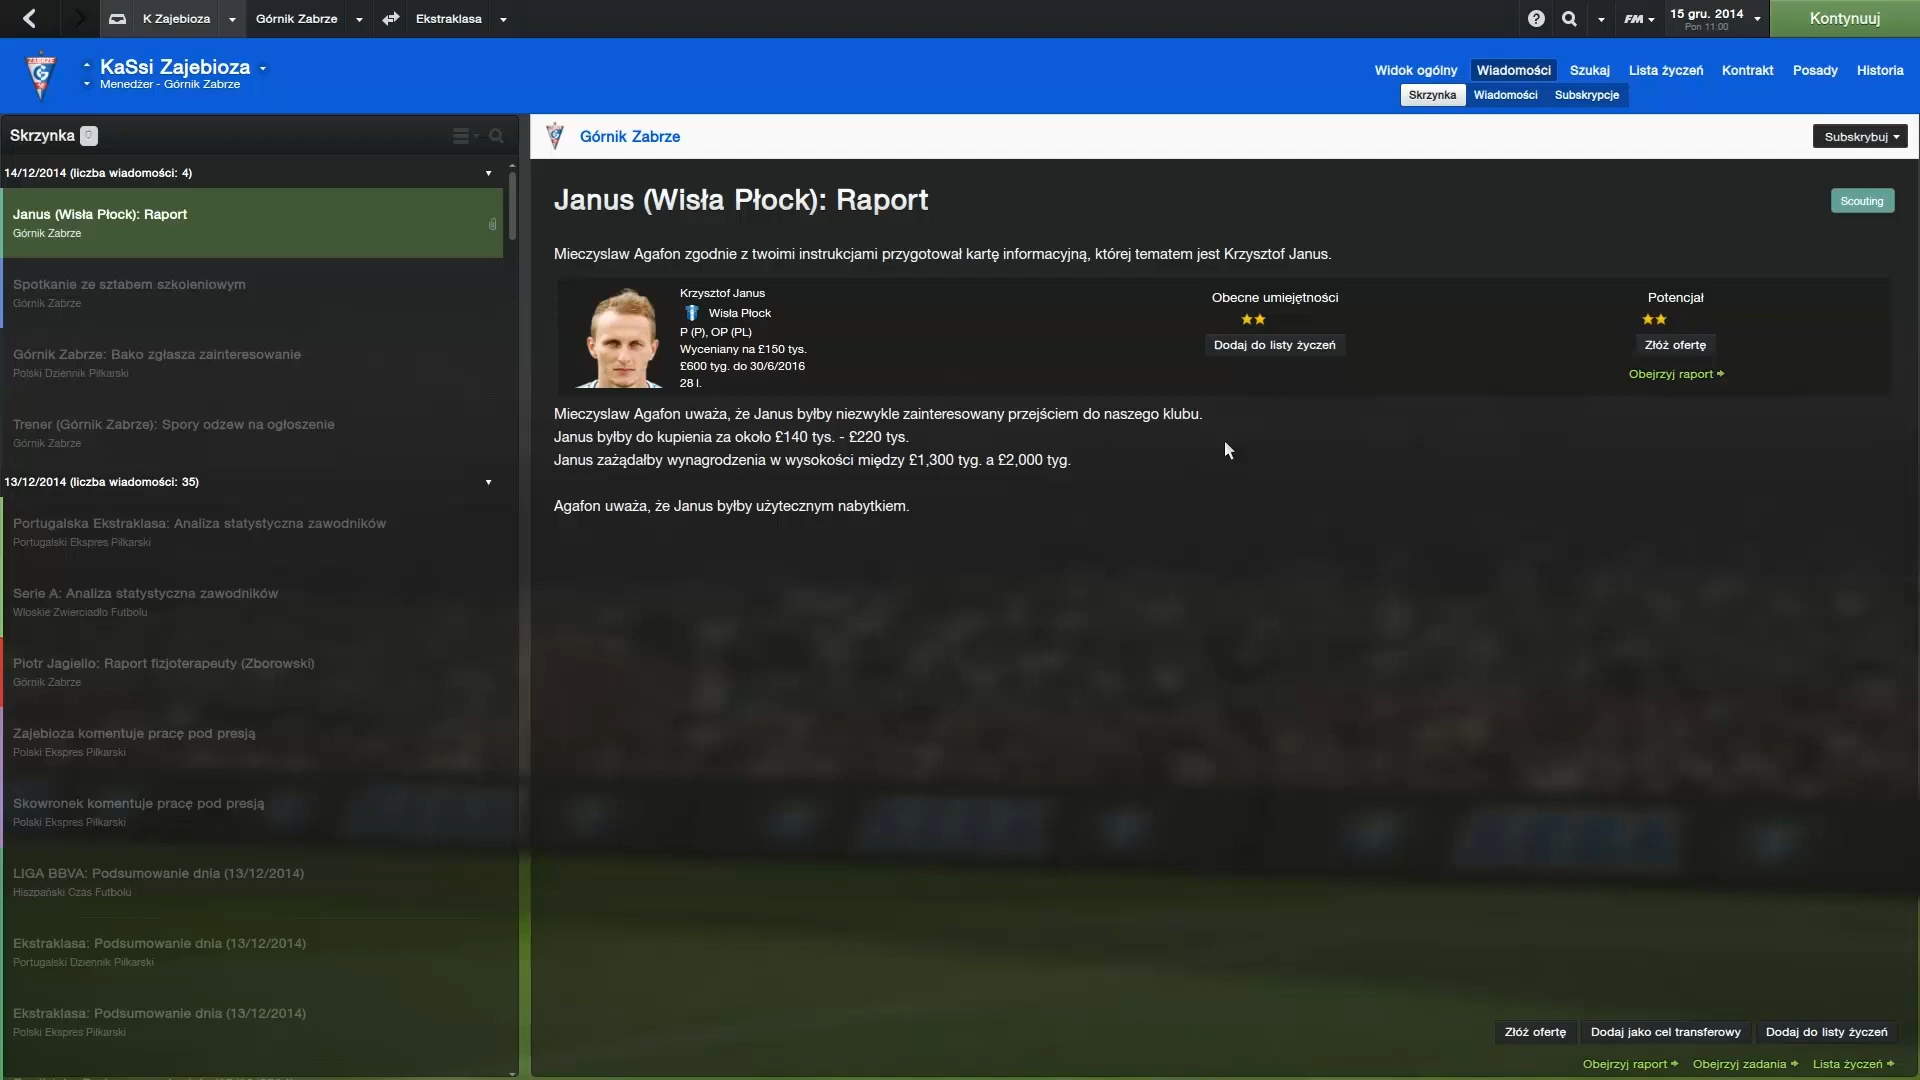 K Zajebioza
Górnik Zabrze
Ekstraklasa
FM
15 gru. 2014
Pon 11:00
Kontynuuj
KaSsi Zajebioza
Menedżer - Górnik Zabrze
Widok ogólny
Wiadomości
Szukaj
Lista życzeń
Kontrakt
Posady
Historia
Skrzynka
Wiadomości
Subskrypcje
Skrzynka 0
14/12/2014 (liczba wiadomości: 4)
Janus (Wisła Płock): Raport
Górnik Zabrze
Spotkanie ze sztabem szkoleniowym
Górnik Zabrze
Górnik Zabrze: Bako zgłasza zainteresowanie
Polski Dziennik Piłkarski
Trener (Górnik Zabrze): Spory odzew na ogłoszenie
Górnik Zabrze
13/12/2014 (liczba wiadomości: 35)
Portugalska Ekstraklasa: Analiza statystyczna zawodników
Portugalski Ekspres Piłkarski
Serie A: Analiza statystyczna zawodników
Włoskie Zwierciadło Futbolu
Piotr Jagiello: Raport fizjoterapeuty (Zborowski)
Górnik Zabrze
Zajebioza komentuje pracę pod presją
Polski Ekspres Piłkarski
Skowronek komentuje pracę pod presją
Polski Ekspres Piłkarski
LIGA BBVA: Podsumowanie dnia (13/12/2014)
Hiszpański Czas Futbolu
Ekstraklasa: Podsumowanie dnia (13/12/2014)
Portugalski Dziennik Piłkarski
Ekstraklasa: Podsumowanie dnia (13/12/2014)
Polski Ekspres Piłkarski
Górnik Zabrze
Subskrybuj
Janus (Wisła Płock): Raport
Scouting
Mieczyslaw Agafon zgodnie z twoimi instrukcjami przygotował kartę informacyjną, której tematem jest Krzysztof Janus.
Krzysztof Janus
Wisła Płock
P (P), OP (PL)
Wyceniany na £150 tys.
£600 tyg. do 30/6/2016
28 l.
Obecne umiejętności
Dodaj do listy życzeń
Potencjał
Złóż ofertę
Obejrzyj raport
Mieczyslaw Agafon uważa, że Janus byłby niezwykle zainteresowany przejściem do naszego klubu.
Janus byłby do kupienia za około £140 tys. - £220 tys.
Janus zażądałby wynagrodzenia w wysokości między £1,300 tyg. a £2,000 tyg.
Agafon uważa, że Janus byłby użytecznym nabytkiem.
Złóż ofertę
Dodaj jako cel transferowy
Dodaj do listy życzeń
Obejrzyj raport
Obejrzyj zadania
Lista życzeń